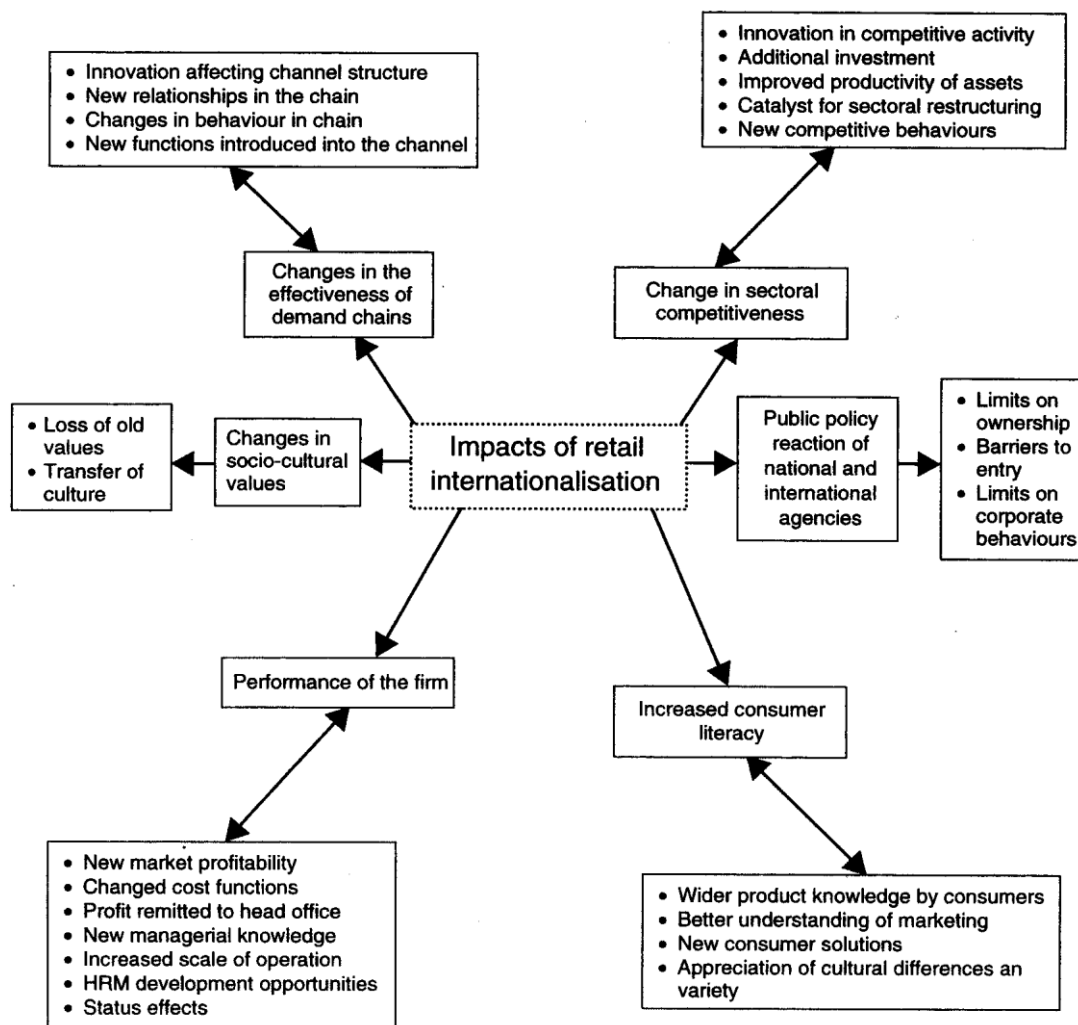 • Innovation affecting channel structure
• New relationships in the chain
• Changes in behaviour in chain
• New functions introduced into the channel
• Innovation in competitive activity
• Additional investment
• Improved productivity of assets
• Catalyst for sectoral restructuring
• New competitive behaviours
Changes in the
effectiveness of
demand chains
Change in sectoral
competitiveness
• Loss of old
values
• Transfer of
culture
Changes in
socio-cultural
values
Impacts of retail
internationalisation
Public policy
reaction of
national and
international
agencies
• Limits on
ownership
• Barriers to
entry
• Limits on
corporate
behaviours
Performance of the firm
Increased consumer
literacy
• New market profitability
• Changed cost functions
• Profit remitted to head office
• New managerial knowledge
• Increased scale of operation
• HRM development opportunities
• Status effects
• Wider product knowledge by consumers
• Better understanding of marketing
• New consumer solutions
• Appreciation of cultural differences an
variety